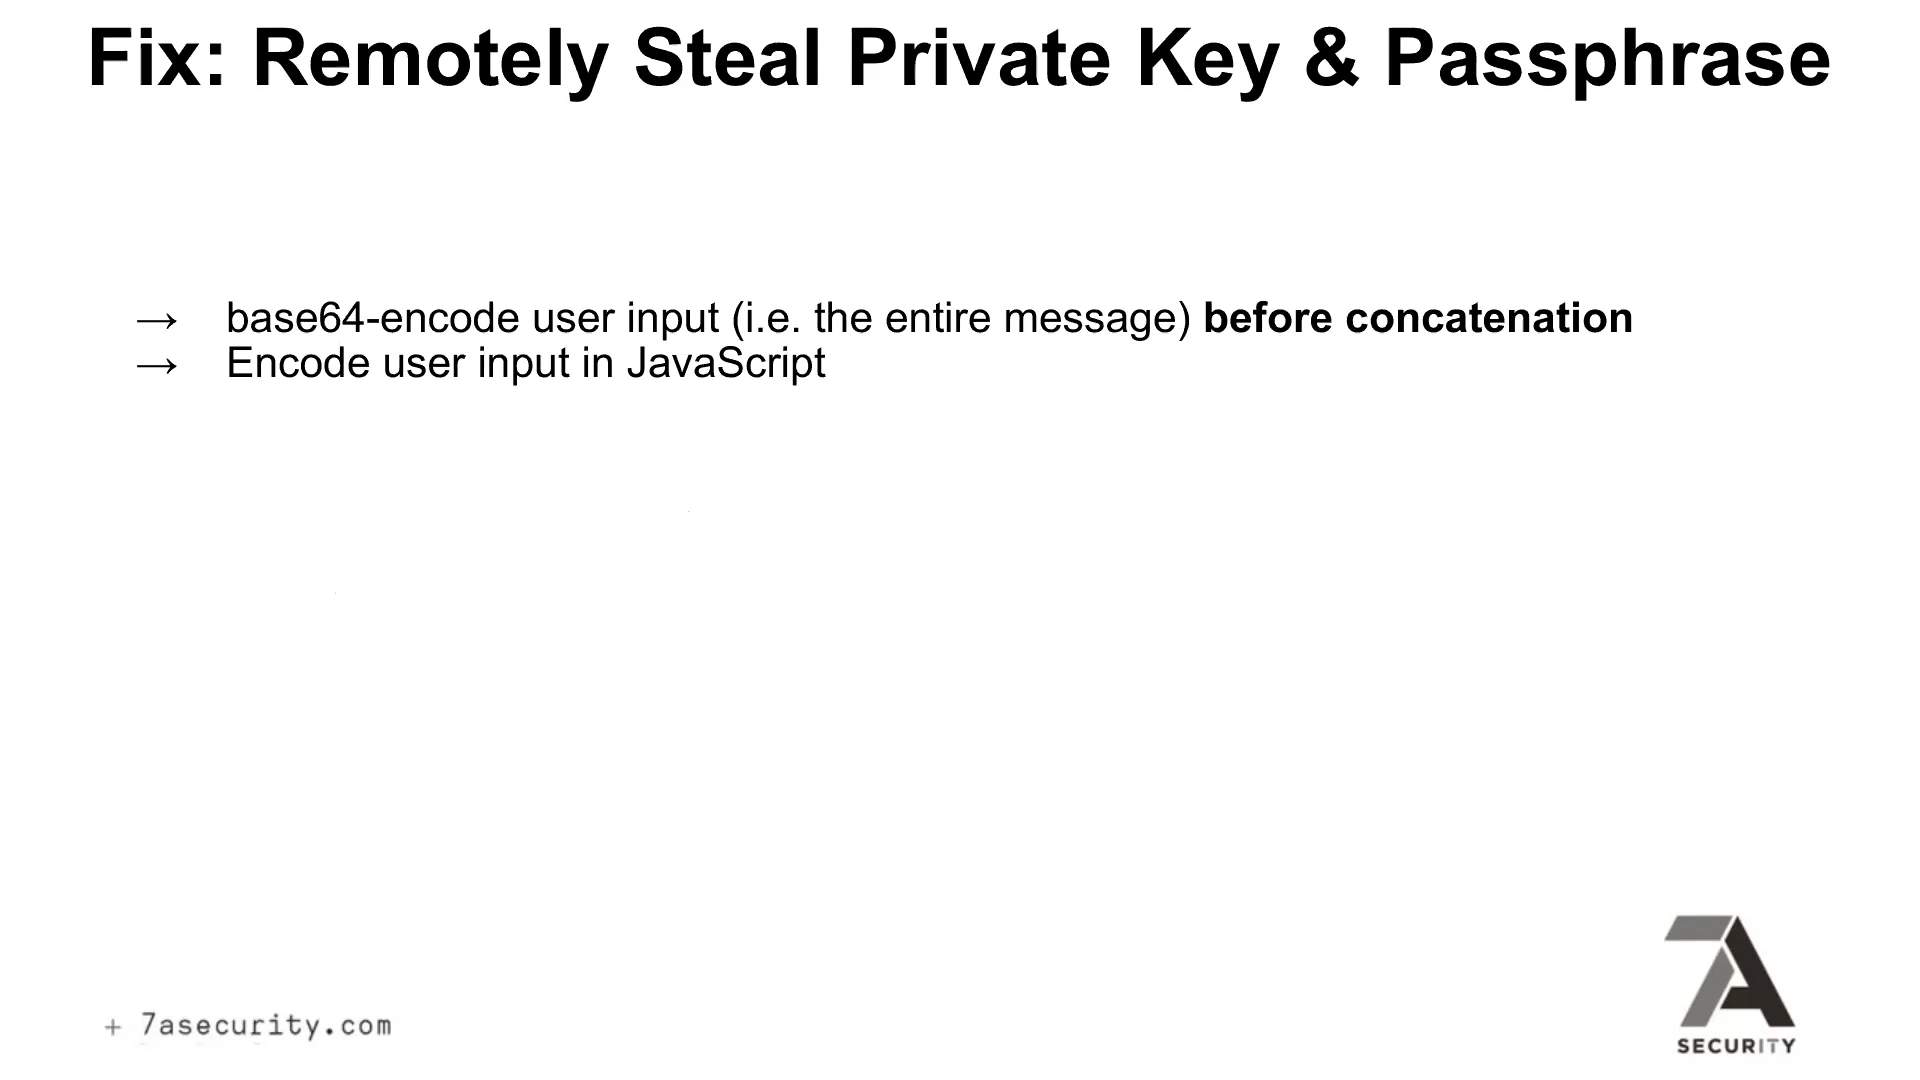 Fix: Remotely Steal Private Key & Passphrase
→ base64-encode user input (i.e. the entire message) before concatenation
→ Encode user input in JavaScript
+ 7asecurity.com
7A
SECURITY